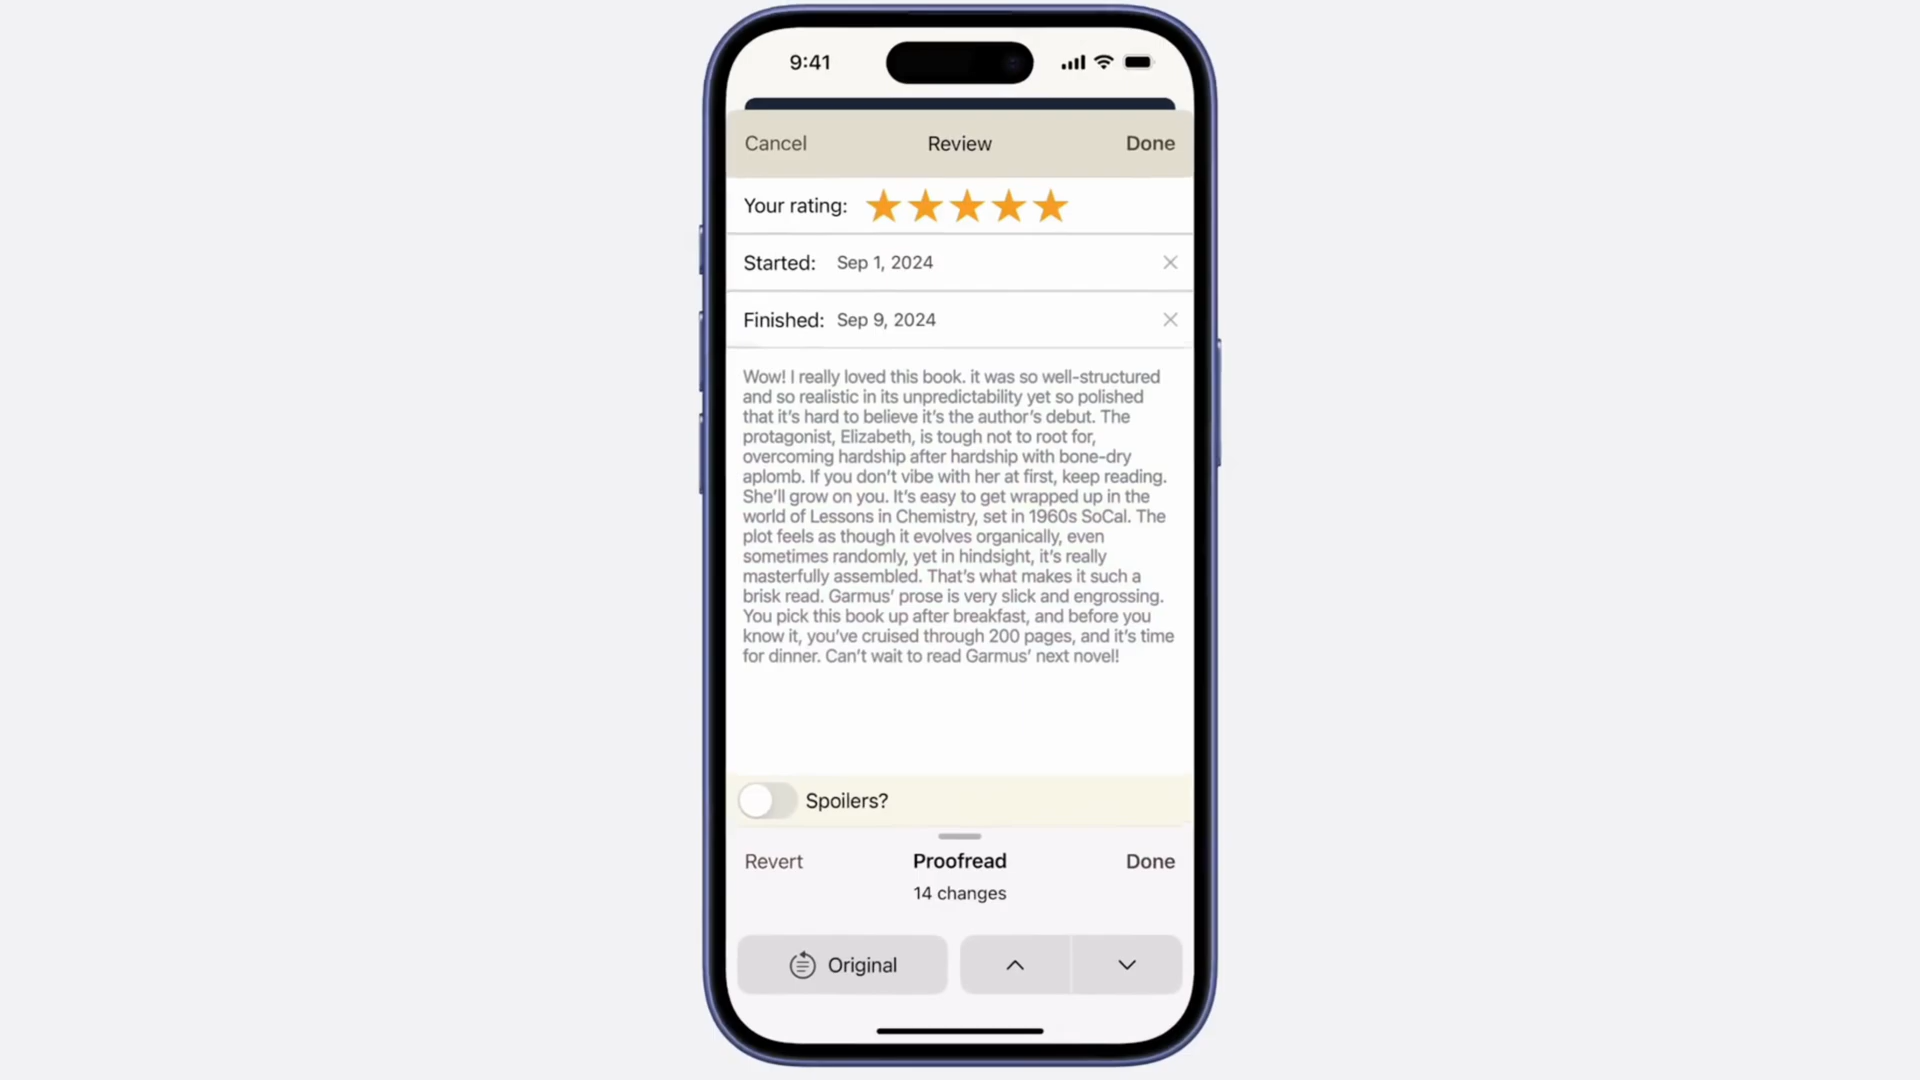 9:41
Cancel
Review
Done
Your rating:
Started: Sep 1, 2024
Finished: Sep 9, 2024
Wow! I really loved this book. it was so well-structured
and so realistic in its unpredictability yet so polished
that it's hard to believe it's the author's debut. The
protagonist, Elizabeth, is tough not to root for,
overcoming hardship after hardship with bone-dry
aplomb. If you don't vibe with her at first, keep reading.
She'll grow on you. It's easy to get wrapped up in the
world of Lessons in Chemistry, set in 1960s SoCal. The
plot feels as though it evolves organically, even
sometimes randomly, yet in hindsight, it's really
masterfully assembled. That's what makes it such a
brisk read. Garmus' prose is very slick and engrossing.
You pick this book up after breakfast, and before you
know it, you've cruised through 200 pages, and it's time
for dinner. Can't wait to read Garmus' next novel!
Spoilers?
Revert
Proofread
Done
14 changes
Original